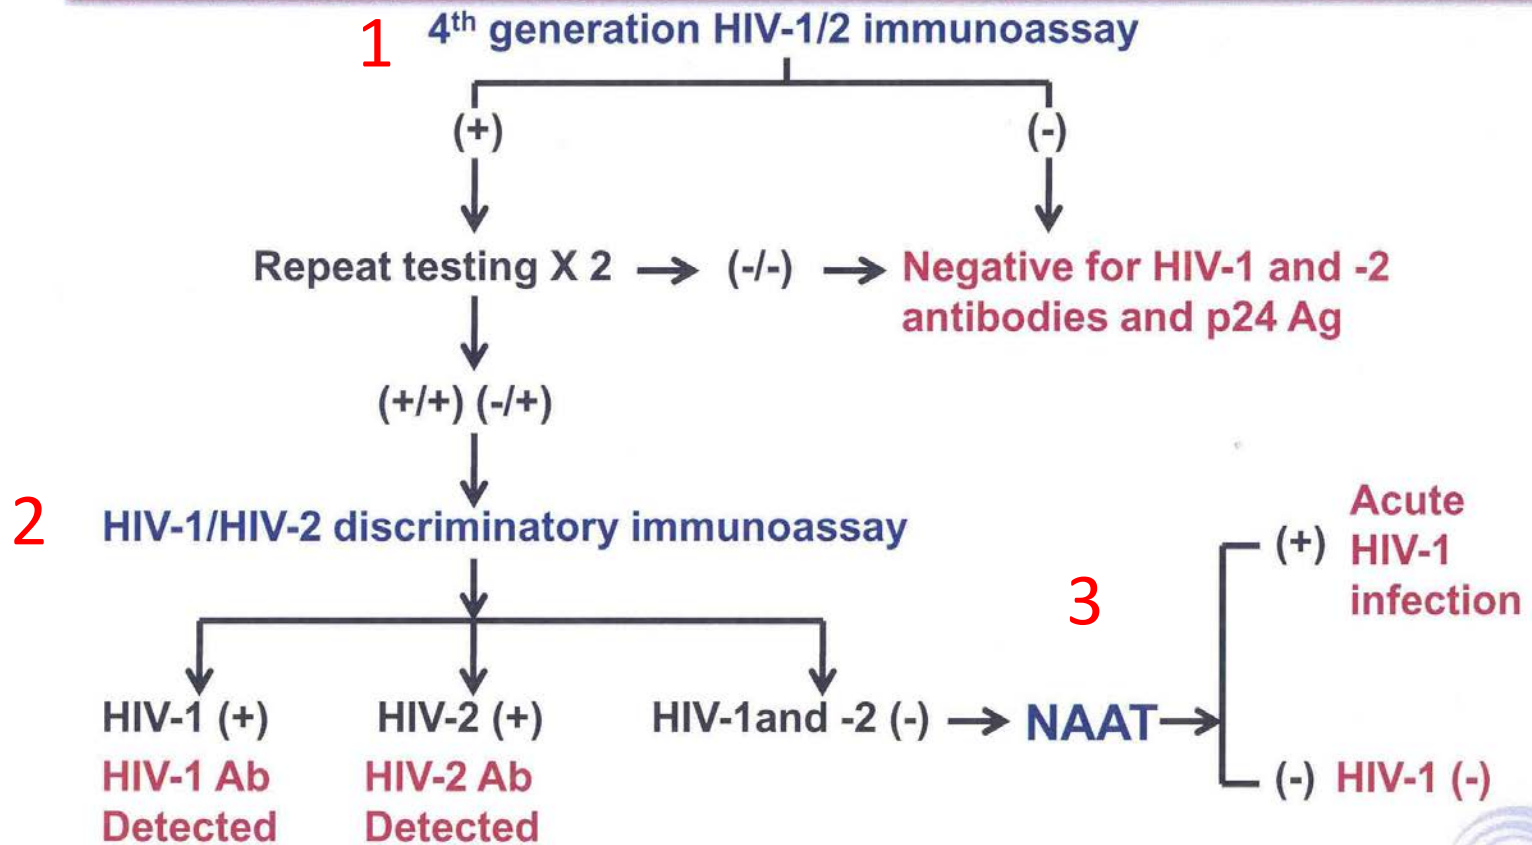 1
4th generation HIV-1/2 immunoassay
(+)
(-)
Repeat testing X 2
(-/-)
Negative for HIV-1 and -2
antibodies and p24 Ag
(+/+) (-/+)
2
HIV-1/HIV-2 discriminatory immunoassay
3
(+)
Acute
HIV-1
infection
HIV-1 (+)
HIV-2 (+)
HIV-1and -2 (-)
NAAT
HIV-1 Ab
Detected
HIV-2 Ab
Detected
(-) HIV-1 (-)